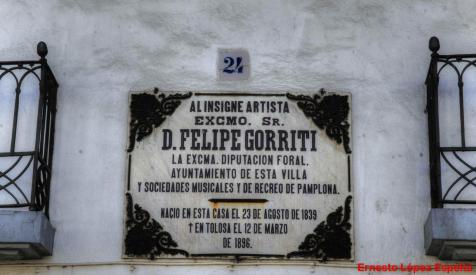 24
AL INSIGNE ARTISTA
EXCMO. SR.
D. FELIPE GORRITI
LA EXCMA. DIPUTACION FORAL.
AYUNTAMIENTO DE ESTA VILLA
Y SOCIEDADES MUSICALES Y DE RECREO DE PAMPLONA.
NACIO EN ESTA CASA EL 23 DE AGOSTO DE 1839
† EN TOLOSA EL 12 DE MARZO
DE 1896.
Ernesto López Espelta